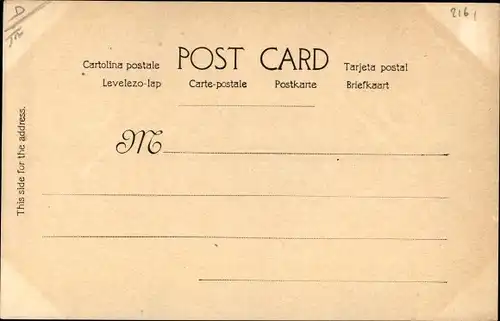 2161
Cartolina postale POST CARD Tarjeta postal
Levelezo-lap Carte-postale Postkarte Briefkaart
M
This side for the address.